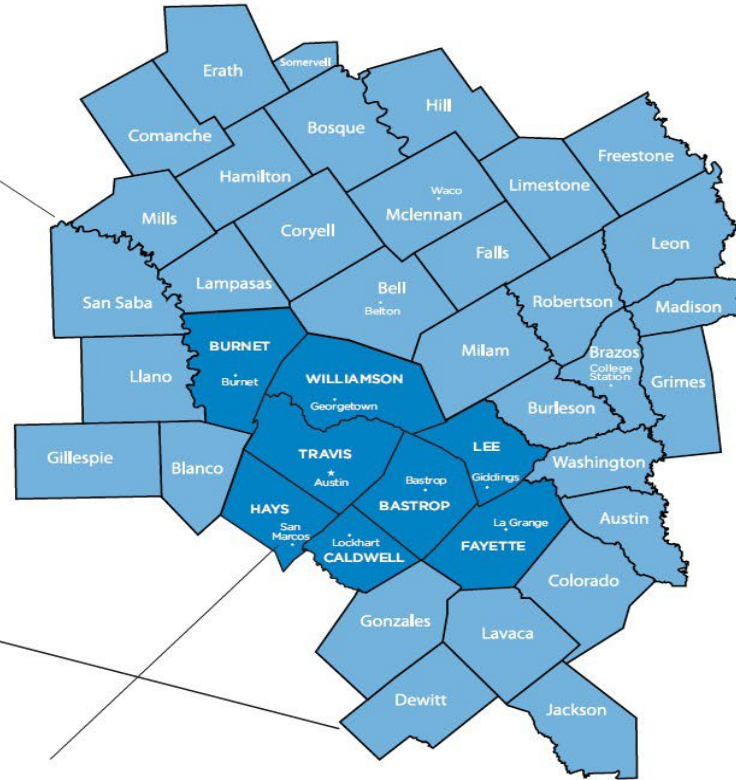 Erath
Somervell
Hill
Bosque
Comanche
Freestone
Hamilton
Limestone
Waco
Mclennan
Mills
Coryell
Leon
Falls
Lampasas
Bell
Belton
San Saba
Robertson
Madison
BURNET
Burnet
Milam
Brazos
College
Station
Llano
WILLIAMSON
Georgetown
Grimes
Burleson
LEE
Giddings
TRAVIS
Austin
Gillespie
Blanco
Washington
Bastrop
BASTROP
HAYS
San
Marcos
La Grange
FAYETTE
Austin
Lockhart
CALDWELL
Colorado
Gonzales
Lavaca
Dewitt
Jackson